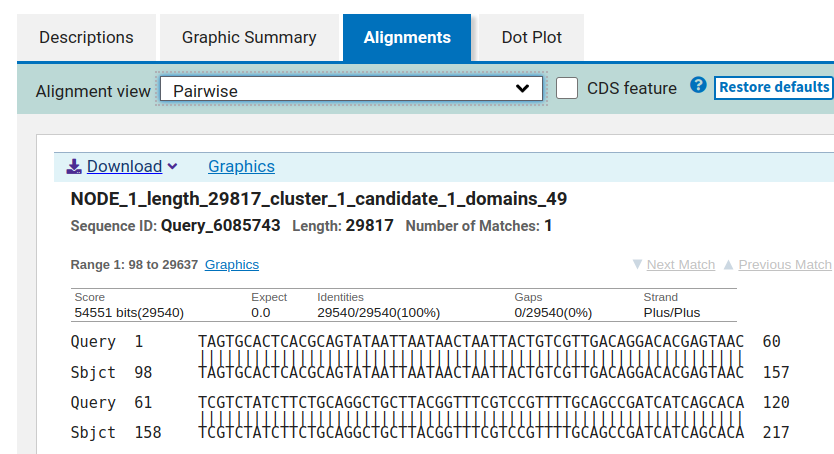 Descriptions Graphic Summary Alignments Dot Plot
Alignment view Pairwise CDS feature ? Restore defaults
Download Graphics
NODE_1_length_29817_cluster_1_candidate_1_domains_49
Sequence ID: Query_6085743 Length: 29817 Number of Matches: 1
Range 1: 98 to 29637 Graphics ▼ Next Match ▲ Previous Match
Score Expect Identities Gaps Strand
54551 bits(29540) 0.0 29540/29540(100%) 0/29540(0%) Plus/Plus
Query 1 TAGTGCACTCACGCAGTATAATTAATAACTAATTACTGTCGTTGACAGGACACGAGTAAC 60
||||||||||||||||||||||||||||||||||||||||||||||||||||||||||||
Sbjct 98 TAGTGCACTCACGCAGTATAATTAATAACTAATTACTGTCGTTGACAGGACACGAGTAAC 157
Query 61 TCGTCTATCTTCTGCAGGCTGCTTACGGTTTCGTCCGTTTTGCAGCCGATCATCAGCACA 120
||||||||||||||||||||||||||||||||||||||||||||||||||||||||||||
Sbjct 158 TCGTCTATCTTCTGCAGGCTGCTTACGGTTTCGTCCGTTTTGCAGCCGATCATCAGCACA 217